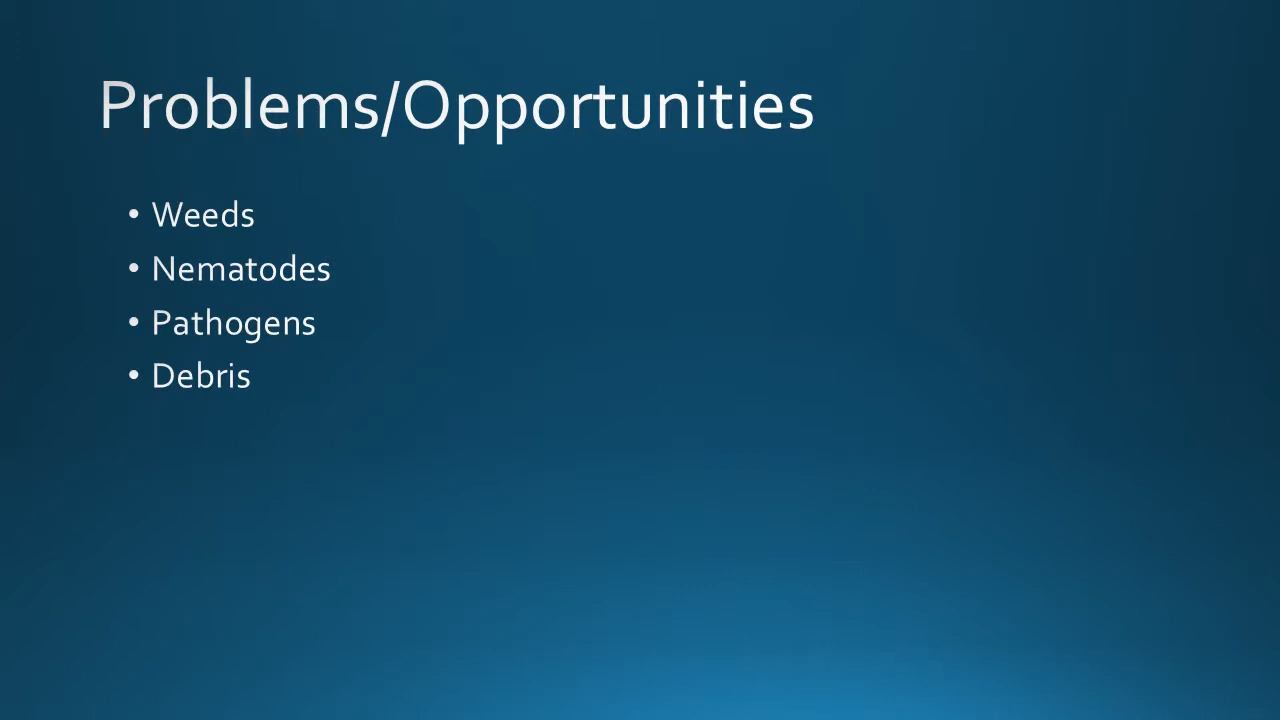 Problems/Opportunities
• Weeds
• Nematodes
• Pathogens
• Debris